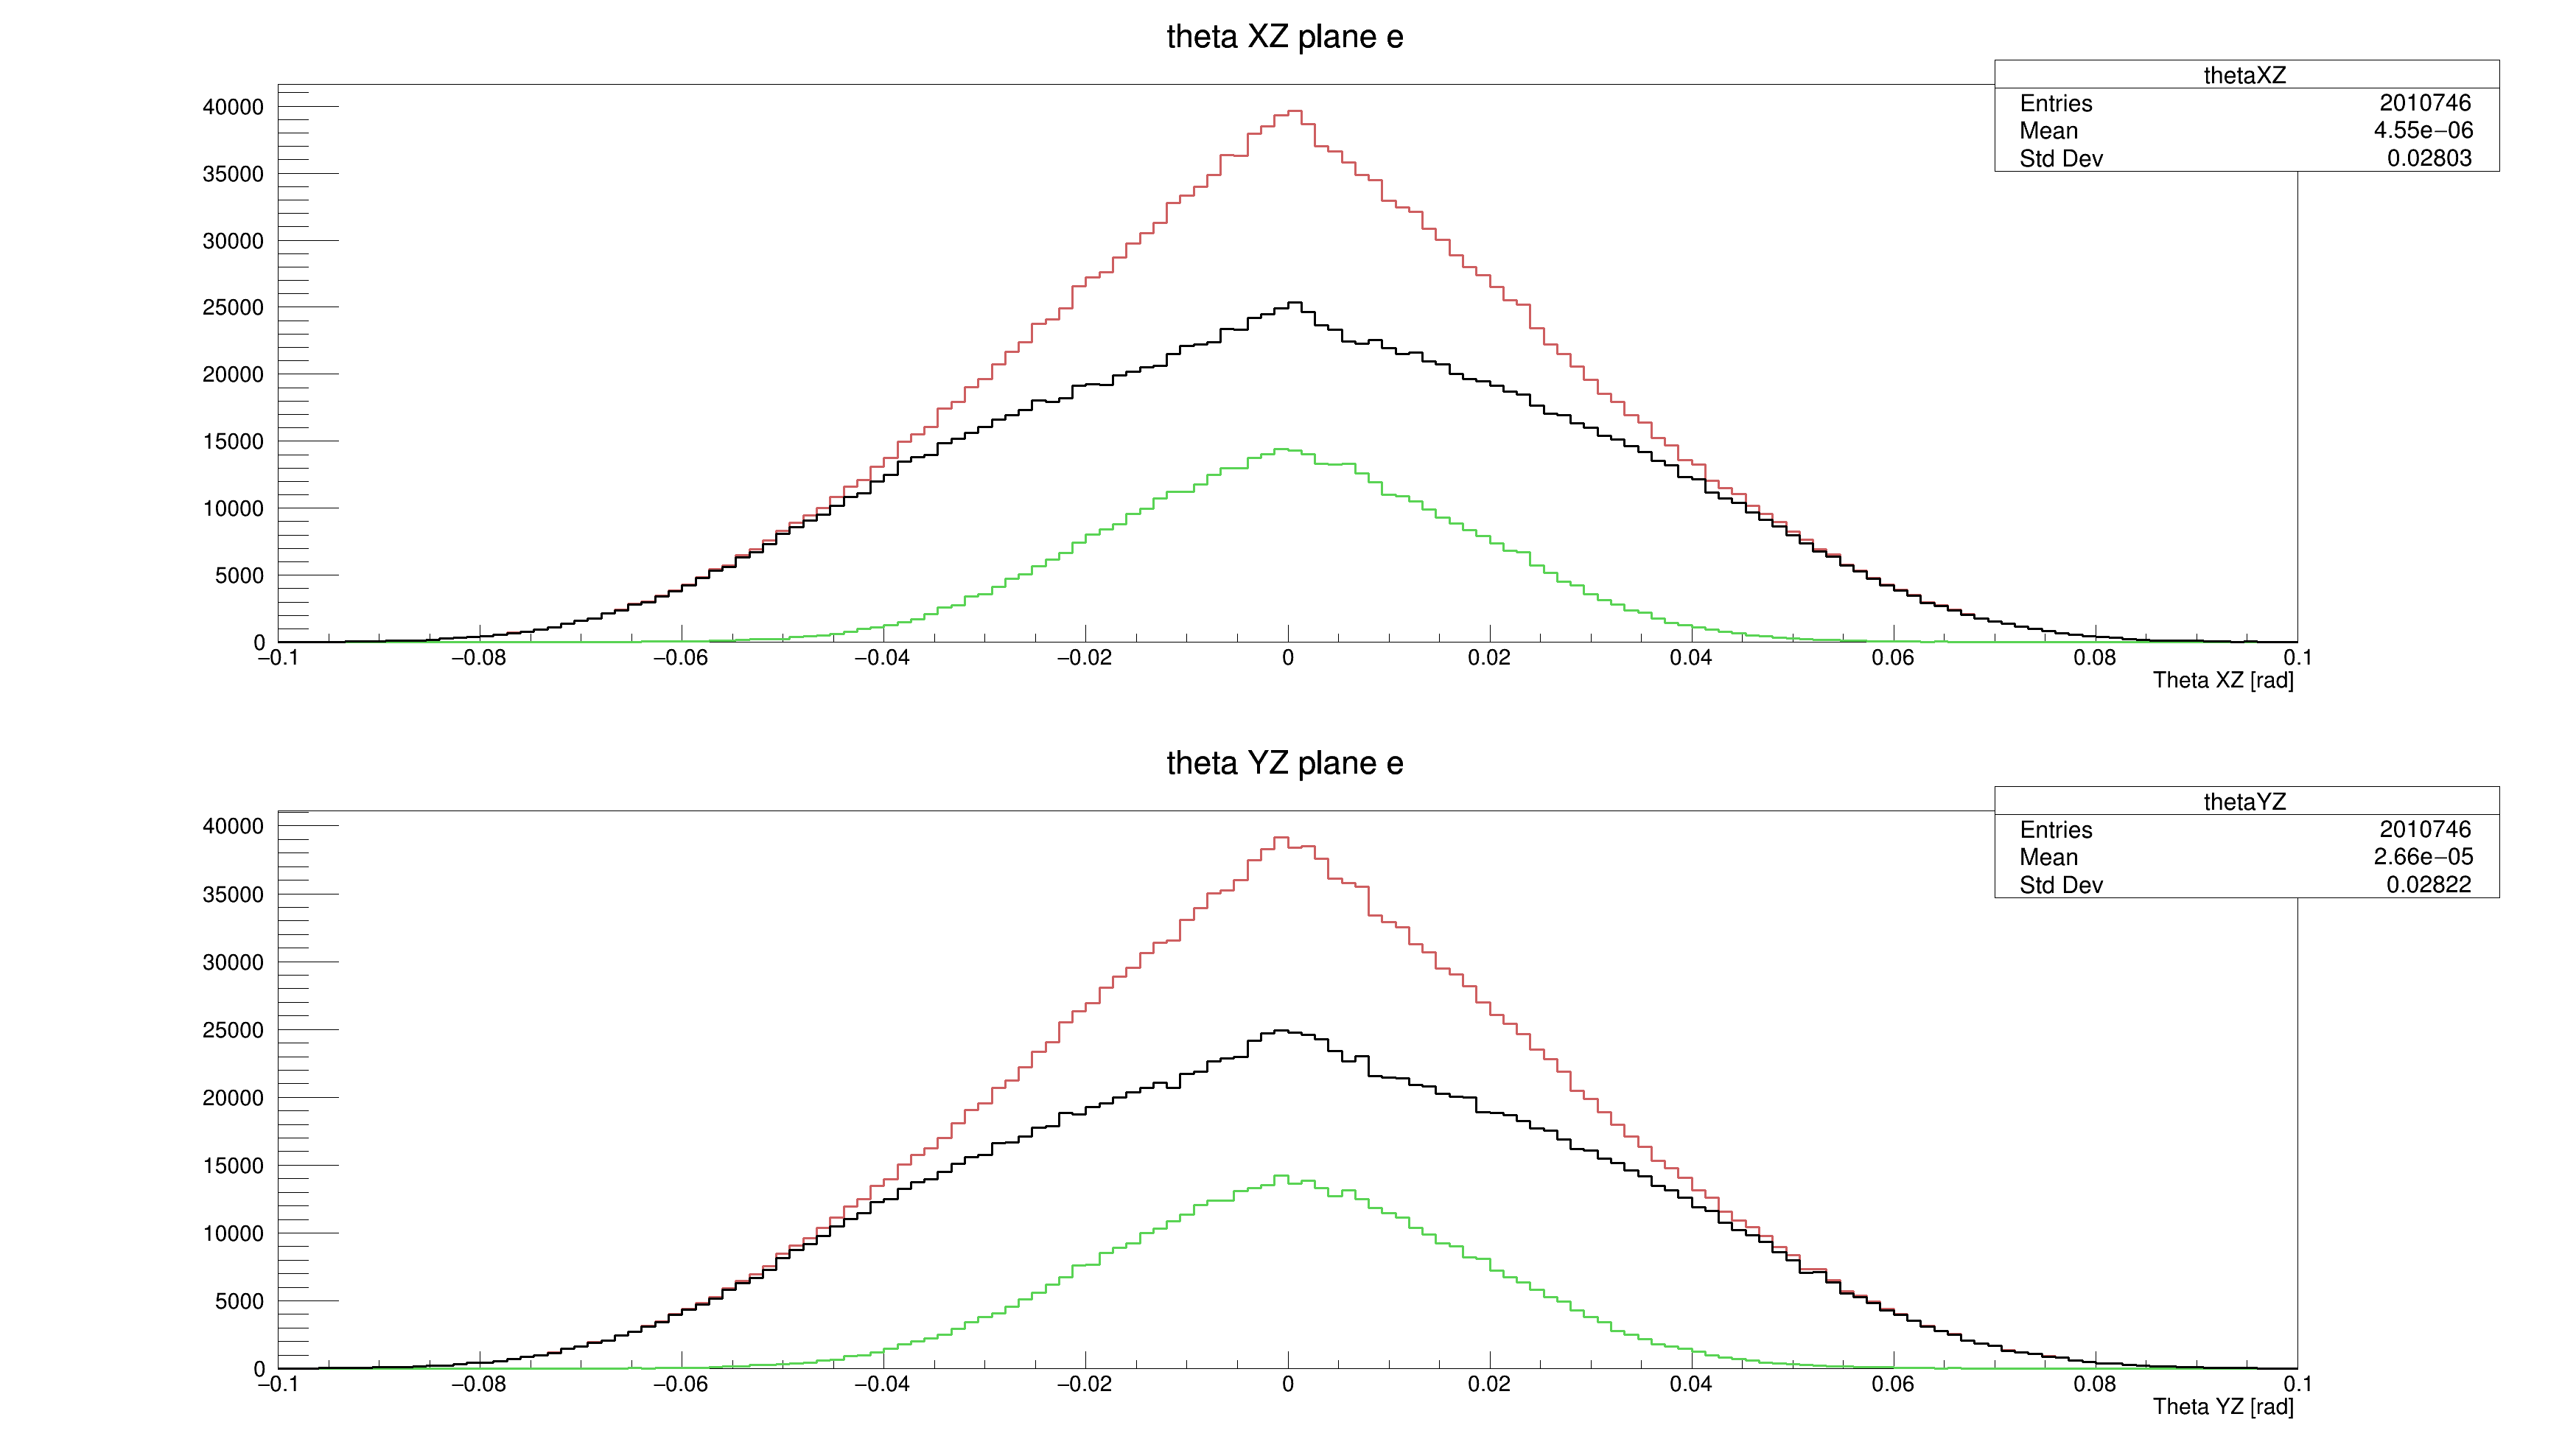 theta XZ plane e
thetaXZ
Entries 2010746
Mean 4.55e−06
Std Dev 0.02803
40000
35000
30000
25000
20000
15000
10000
5000
0
−0.1 −0.08 −0.06 −0.04 −0.02 0 0.02 0.04 0.06 0.08 0.1
Theta XZ [rad]
theta YZ plane e
thetaYZ
Entries 2010746
Mean 2.66e−05
Std Dev 0.02822
40000
35000
30000
25000
20000
15000
10000
5000
0
−0.1 −0.08 −0.06 −0.04 −0.02 0 0.02 0.04 0.06 0.08 0.1
Theta YZ [rad]